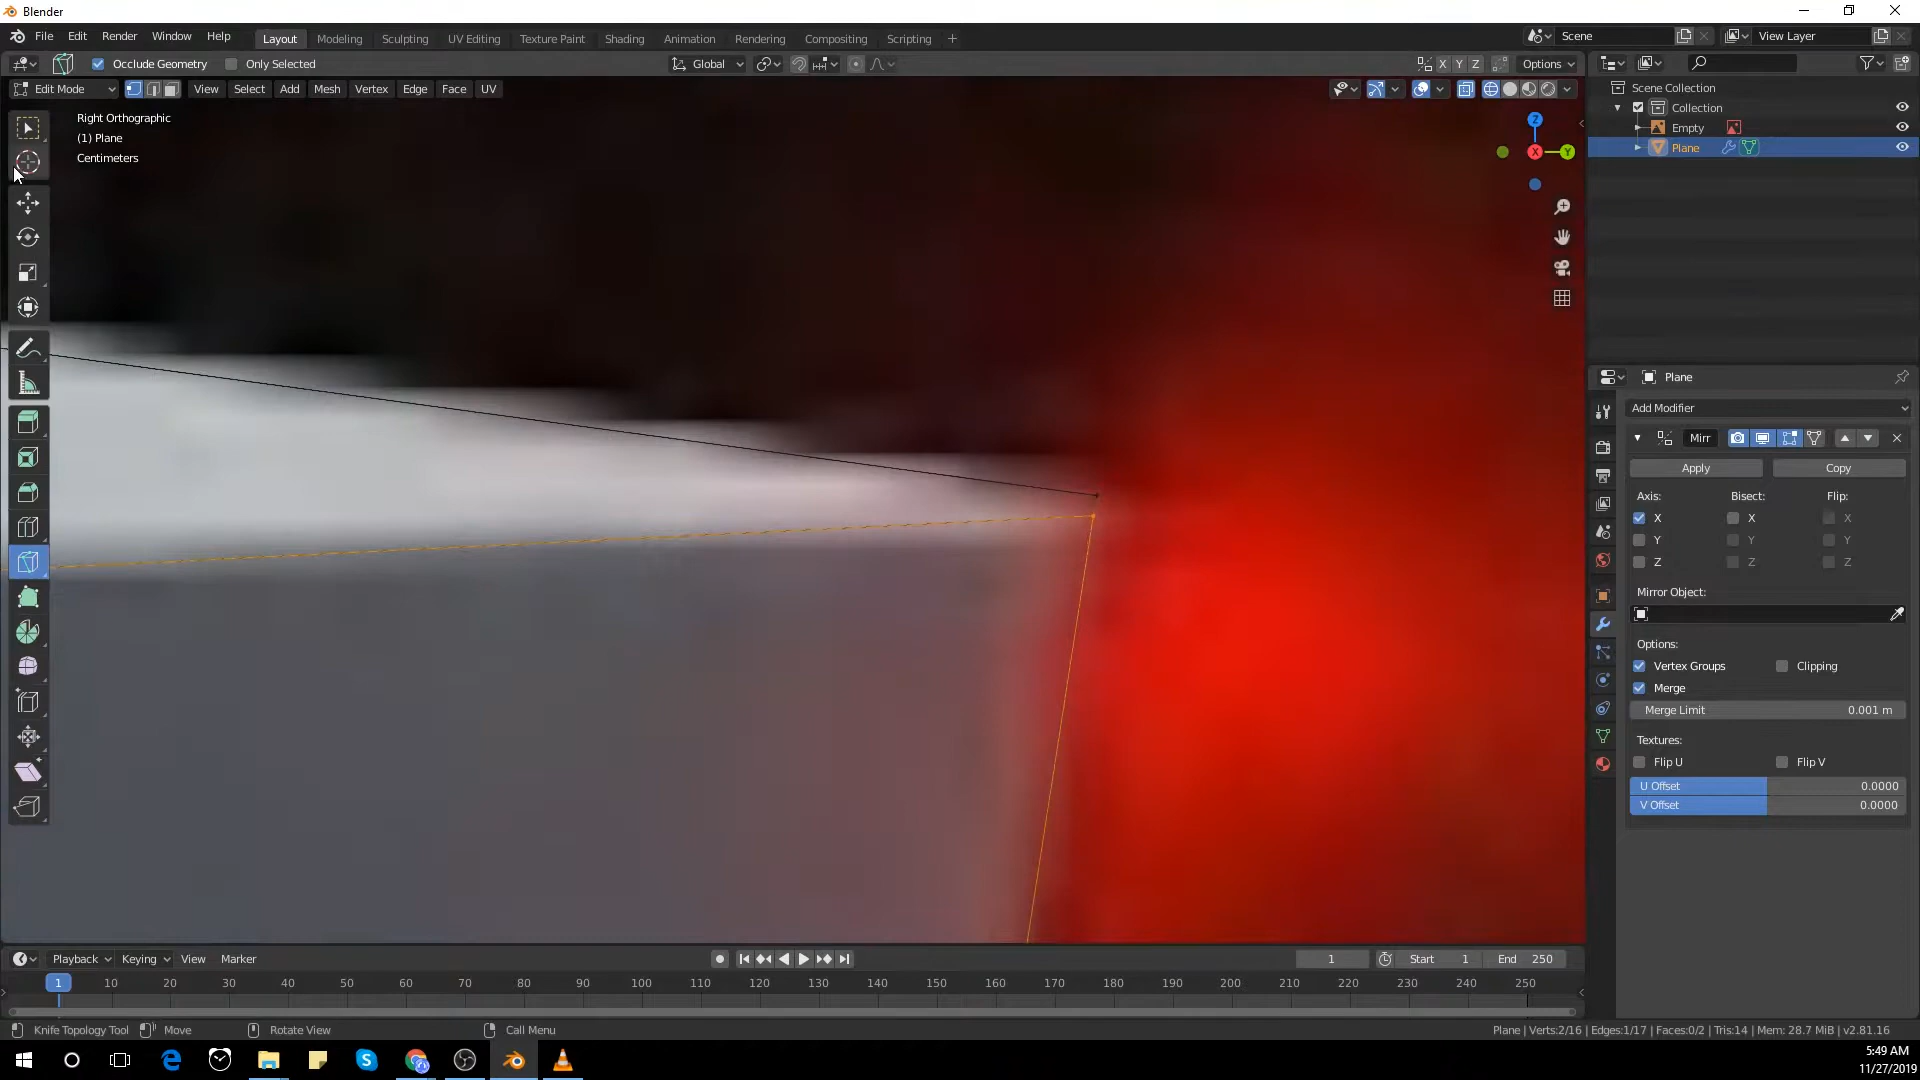 Blender
File Edit Render Window Help
Layout Modeling Sculpting UV Editing Texture Paint Shading Animation Rendering Compositing Scripting +
Scene
View Layer
Occlude Geometry Only Selected
Global
X Y Z
Options
Edit Mode
View Select Add Mesh Vertex Edge Face UV
Right Orthographic
(1) Plane
Centimeters
Z
X
Y
Scene Collection
Collection
Empty
Plane
Plane
Add Modifier
Mirr
Apply Copy
Axis: Bisect: Flip:
X X X
Y Y Y
Z Z Z
Mirror Object:
Options:
Vertex Groups Clipping
Merge
Merge Limit 0.001 m
Textures:
Flip U Flip V
U Offset 0.0000
V Offset 0.0000
Playback Keying View Marker
1 Start 1 End 250
1 10 20 30 40 50 60 70 80 90 100 110 120 130 140 150 160 170 180 190 200 210 220 230 240 250
Knife Topology Tool Move Rotate View Call Menu
Plane | Verts:2/16 | Edges:1/17 | Faces:0/2 | Tris:14 | Mem: 28.7 MiB | v2.81.16
5:49 AM
11/27/2019